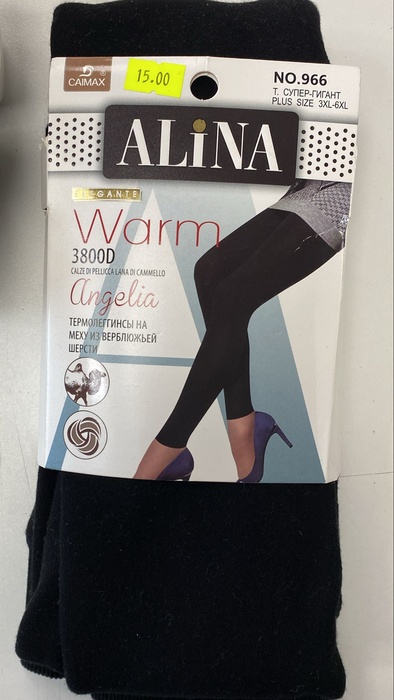 CAIMAX
15.00
NO.966
Т. СУПЕР-ГИГАНТ
PLUS SIZE 3XL-6XL
ALiNA
ELEGANTE
Warm
3800D
CALZE DI PELLICCA LANA DI CAMMELLO
Angelia
ТЕРМОЛЕГГИНСЫ НА
МЕХУ ИЗ ВЕРБЛЮЖЬЕЙ
ШЕРСТИ